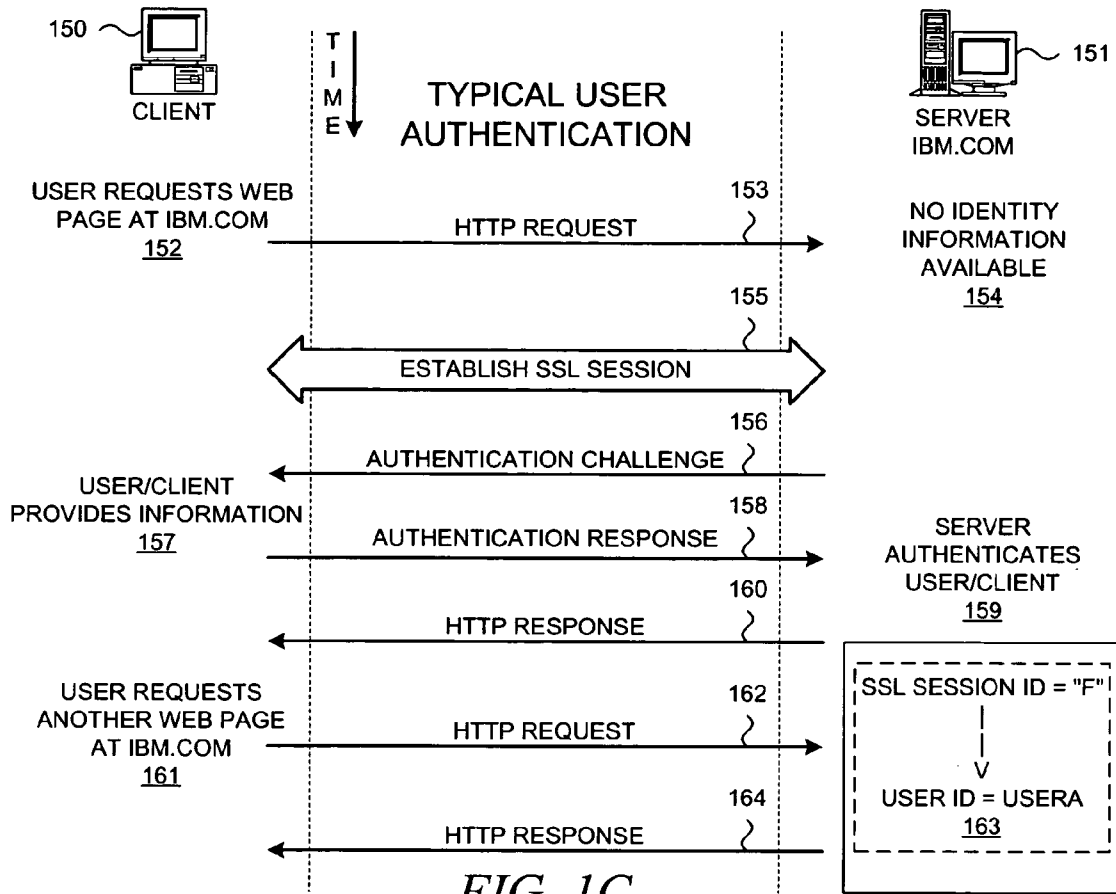 150
CLIENT
TIME
TYPICAL USER
AUTHENTICATION
151
SERVER
IBM.COM
USER REQUESTS WEB
PAGE AT IBM.COM
152
153
HTTP REQUEST
NO IDENTITY
INFORMATION
AVAILABLE
154
155
ESTABLISH SSL SESSION
156
AUTHENTICATION CHALLENGE
USER/CLIENT
PROVIDES INFORMATION
157
158
AUTHENTICATION RESPONSE
SERVER
AUTHENTICATES
USER/CLIENT
159
160
HTTP RESPONSE
USER REQUESTS
ANOTHER WEB PAGE
AT IBM.COM
161
162
HTTP REQUEST
SSL SESSION ID = "F"
USER ID = USERA
163
164
HTTP RESPONSE
FIG. 1C